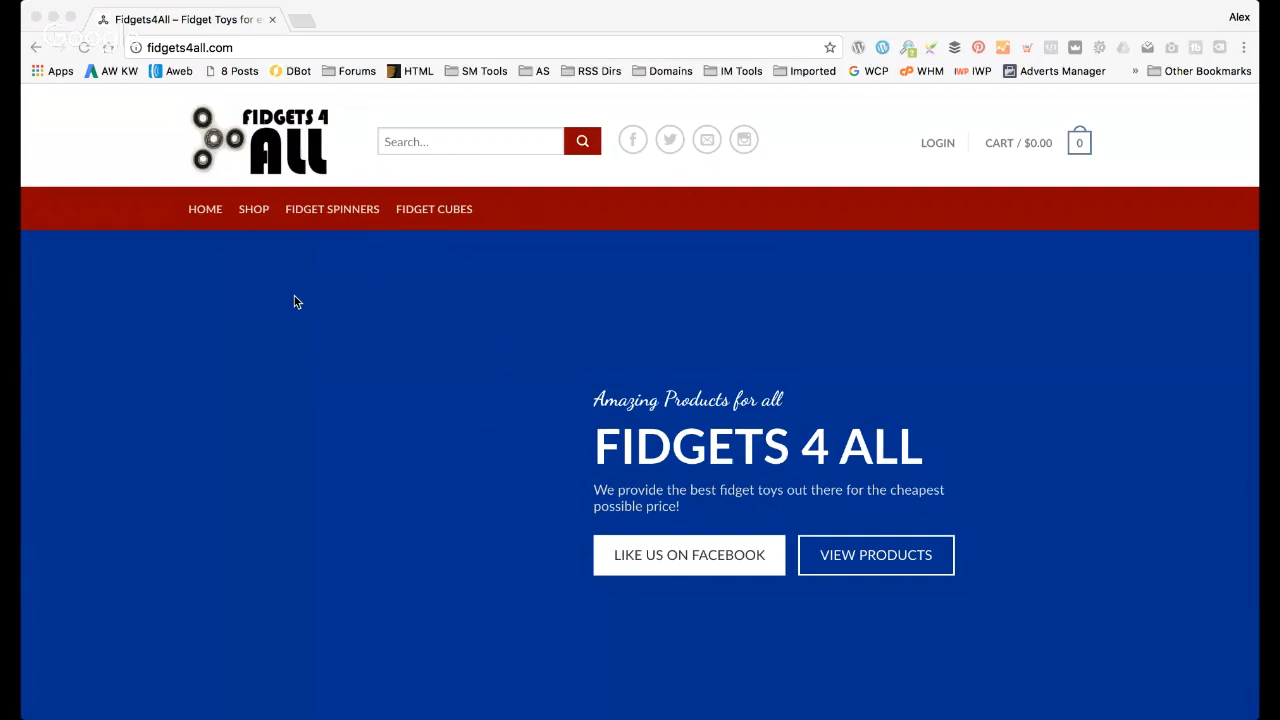 Fidgets4All – Fidget Toys for e
Alex
Google
fidgets4all.com
Apps
AW KW
Aweb
8 Posts
DBot
Forums
HTML
SM Tools
AS
RSS Dirs
Domains
IM Tools
Imported
WCP
WHM
IWP IWP
Adverts Manager
»
Other Bookmarks
FIDGETS 4
ALL
Search...
LOGIN
CART / $0.00
0
HOME
SHOP
FIDGET SPINNERS
FIDGET CUBES
Amazing Products for all
FIDGETS 4 ALL
We provide the best fidget toys out there for the cheapest
possible price!
LIKE US ON FACEBOOK
VIEW PRODUCTS